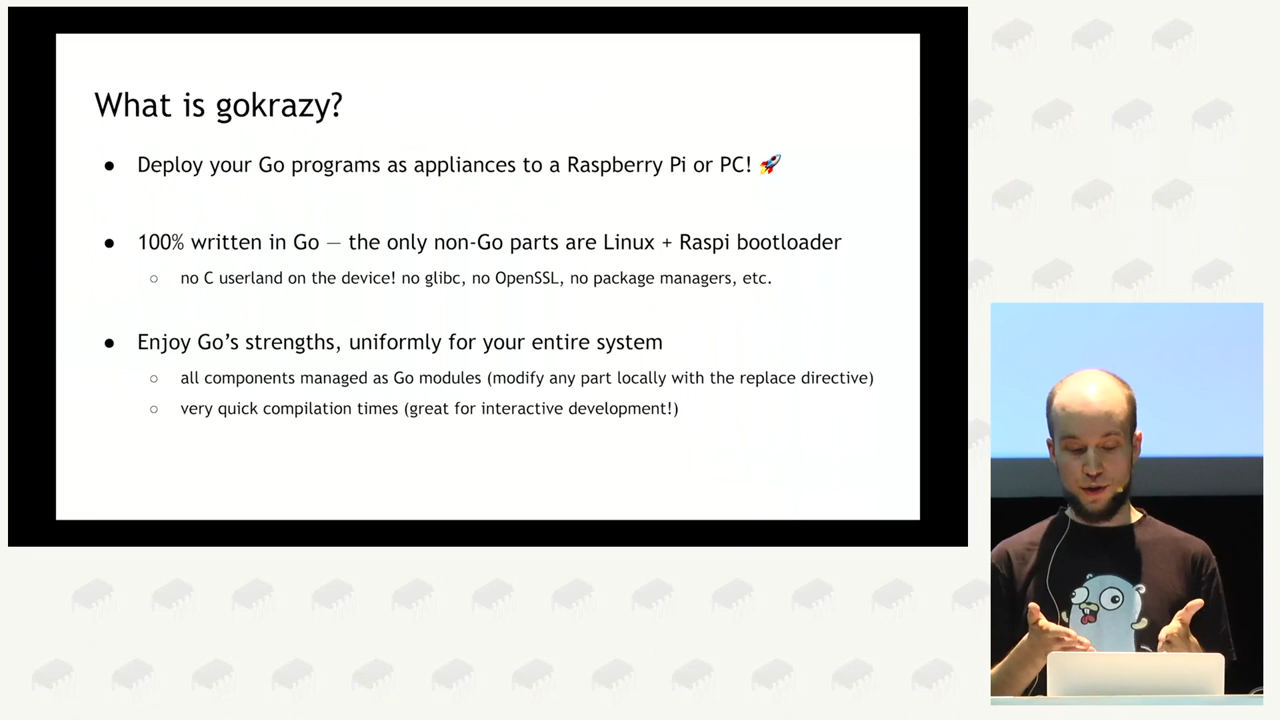 What is gokrazy?
● Deploy your Go programs as appliances to a Raspberry Pi or PC! 🚀
● 100% written in Go — the only non-Go parts are Linux + Raspi bootloader
○ no C userland on the device! no glibc, no OpenSSL, no package managers, etc.
● Enjoy Go’s strengths, uniformly for your entire system
○ all components managed as Go modules (modify any part locally with the replace directive)
○ very quick compilation times (great for interactive development!)